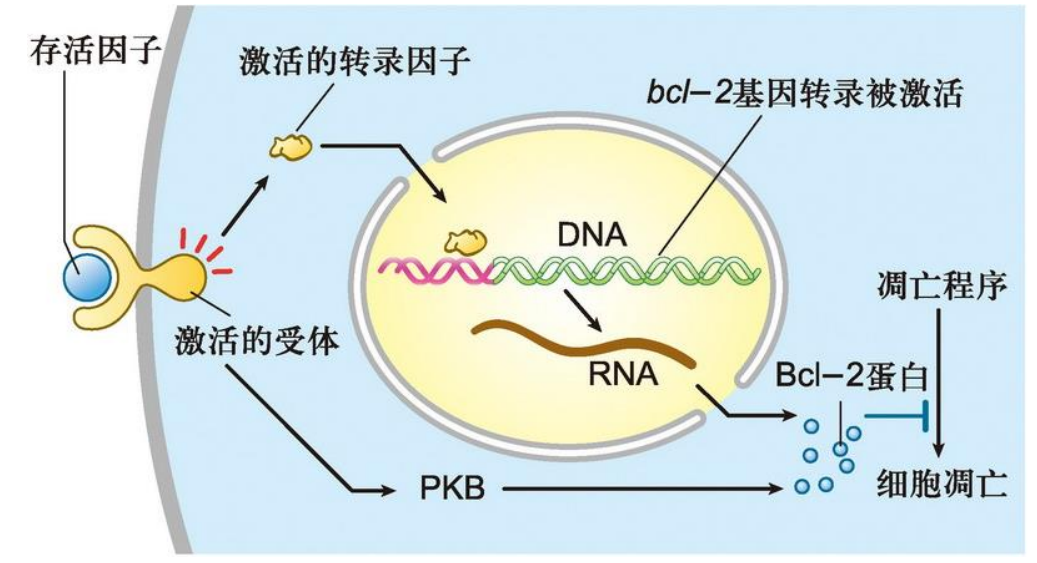 存活因子
激活的转录因子
bcl–2基因转录被激活
DNA
凋亡程序
激活的受体
RNA
Bcl–2蛋白
PKB
细胞凋亡